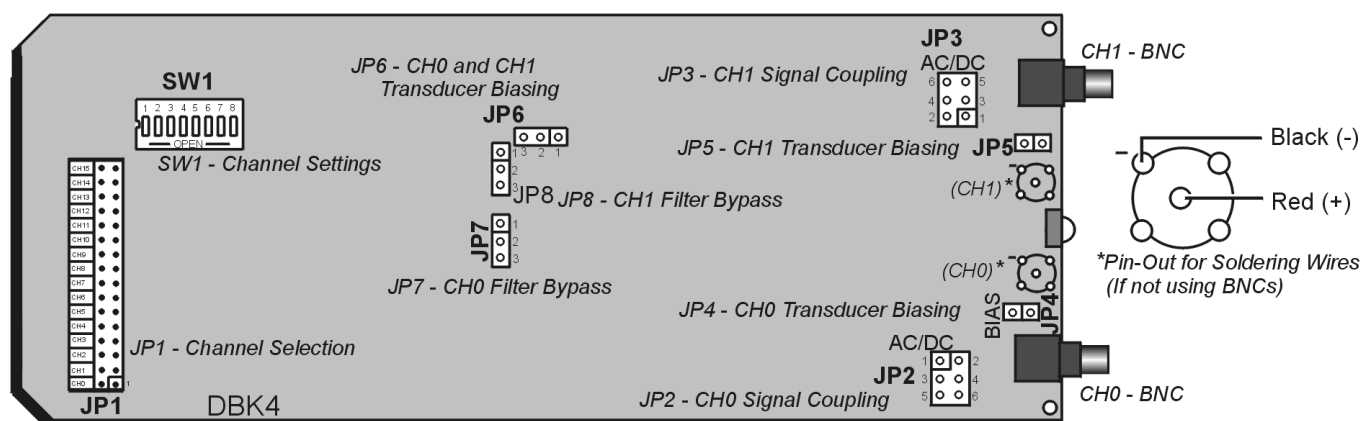 JP3
AC/DC
6 5
4 3
2 1
CH1 - BNC
JP6 - CH0 and CH1
Transducer Biasing
JP3 - CH1 Signal Coupling
SW1
1 2 3 4 5 6 7 8
OPEN
SW1 - Channel Settings
JP6
3 2 1
1
2
3
JP8
JP8 - CH1 Filter Bypass
JP5 - CH1 Transducer Biasing
JP5
-
(CH1) *
-
Black (-)
Red (+)
*Pin-Out for Soldering Wires
(If not using BNCs)
CH15
CH14
CH13
CH12
CH11
CH10
CH9
CH8
CH7
CH6
CH5
CH4
CH3
CH2
CH1
CH0
1
JP1
JP1 - Channel Selection
JP7
1
2
3
JP7 - CH0 Filter Bypass
(CH0) *
-
JP4 - CH0 Transducer Biasing
BIAS
JP4
AC/DC
1 2
3 4
5 6
JP2
JP2 - CH0 Signal Coupling
CH0 - BNC
DBK4